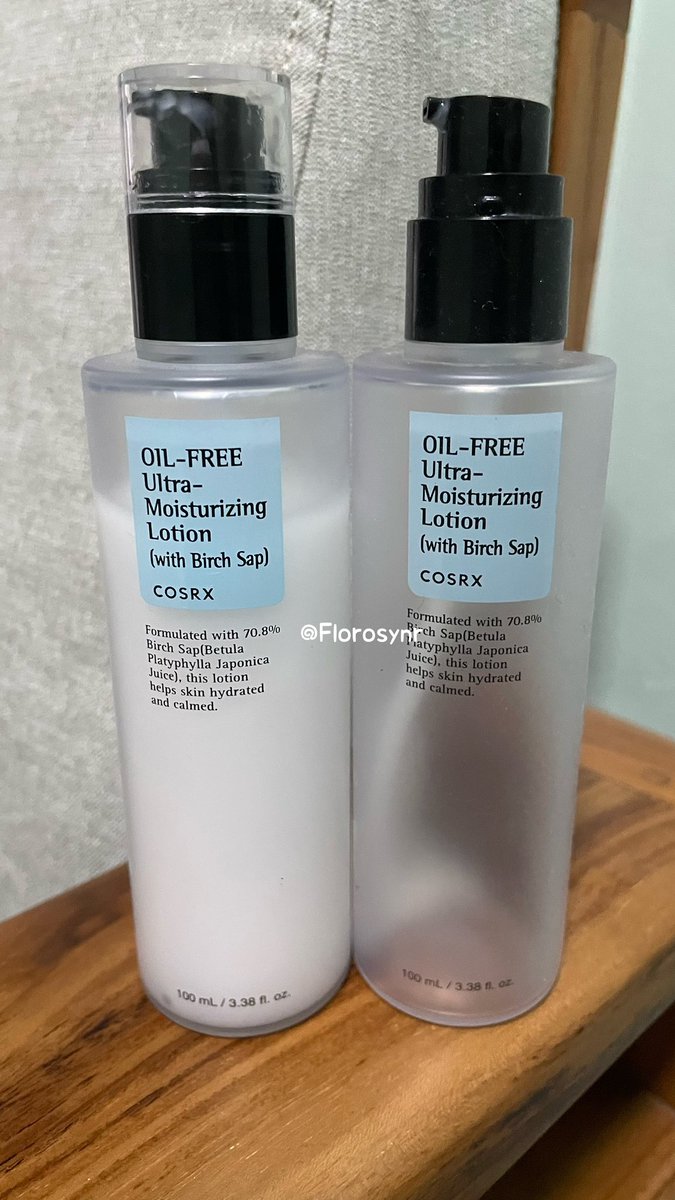 OIL-FREE
Ultra-
Moisturizing
Lotion
(with Birch Sap)
COSRX
Formulated with 70.8%
Birch Sap(Betula
Platyphylla Japonica
Juice), this lotion
helps skin hydrated
and calmed.
100 mL / 3.38 fl. oz.
OIL-FREE
Ultra-
Moisturizing
Lotion
(with Birch Sap)
COSRX
Formulated with 70.8%
Birch Sap(Betula
Platyphylla Japonica
Juice), this lotion
helps skin hydrated
and calmed.
100 mL / 3.38 fl. oz.
@Florosynr